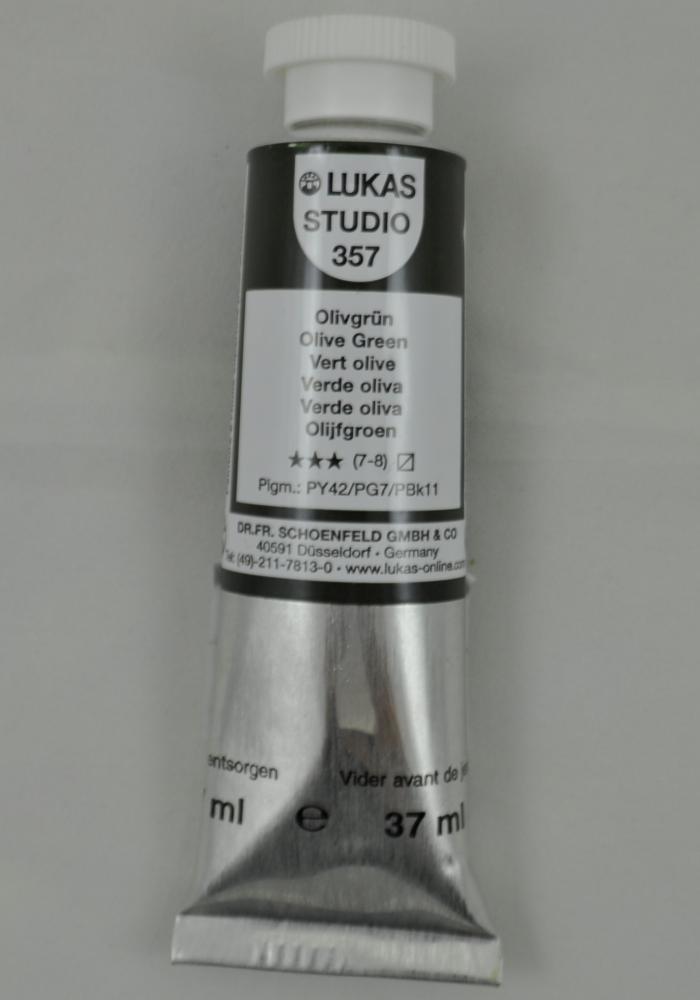 LUKAS
STUDIO
357
Olivgrün
Olive Green
Vert olive
Verde oliva
Verde oliva
Olijfgroen
★★★ (7-8)
Pigm.: PY42/PG7/PBk11
DR.FR. SCHOENFELD GMBH & CO
40591 Düsseldorf · Germany
(49)-211-7813-0 · www.lukas-online.com
entsorgen Vider avant de
ml e 37 ml